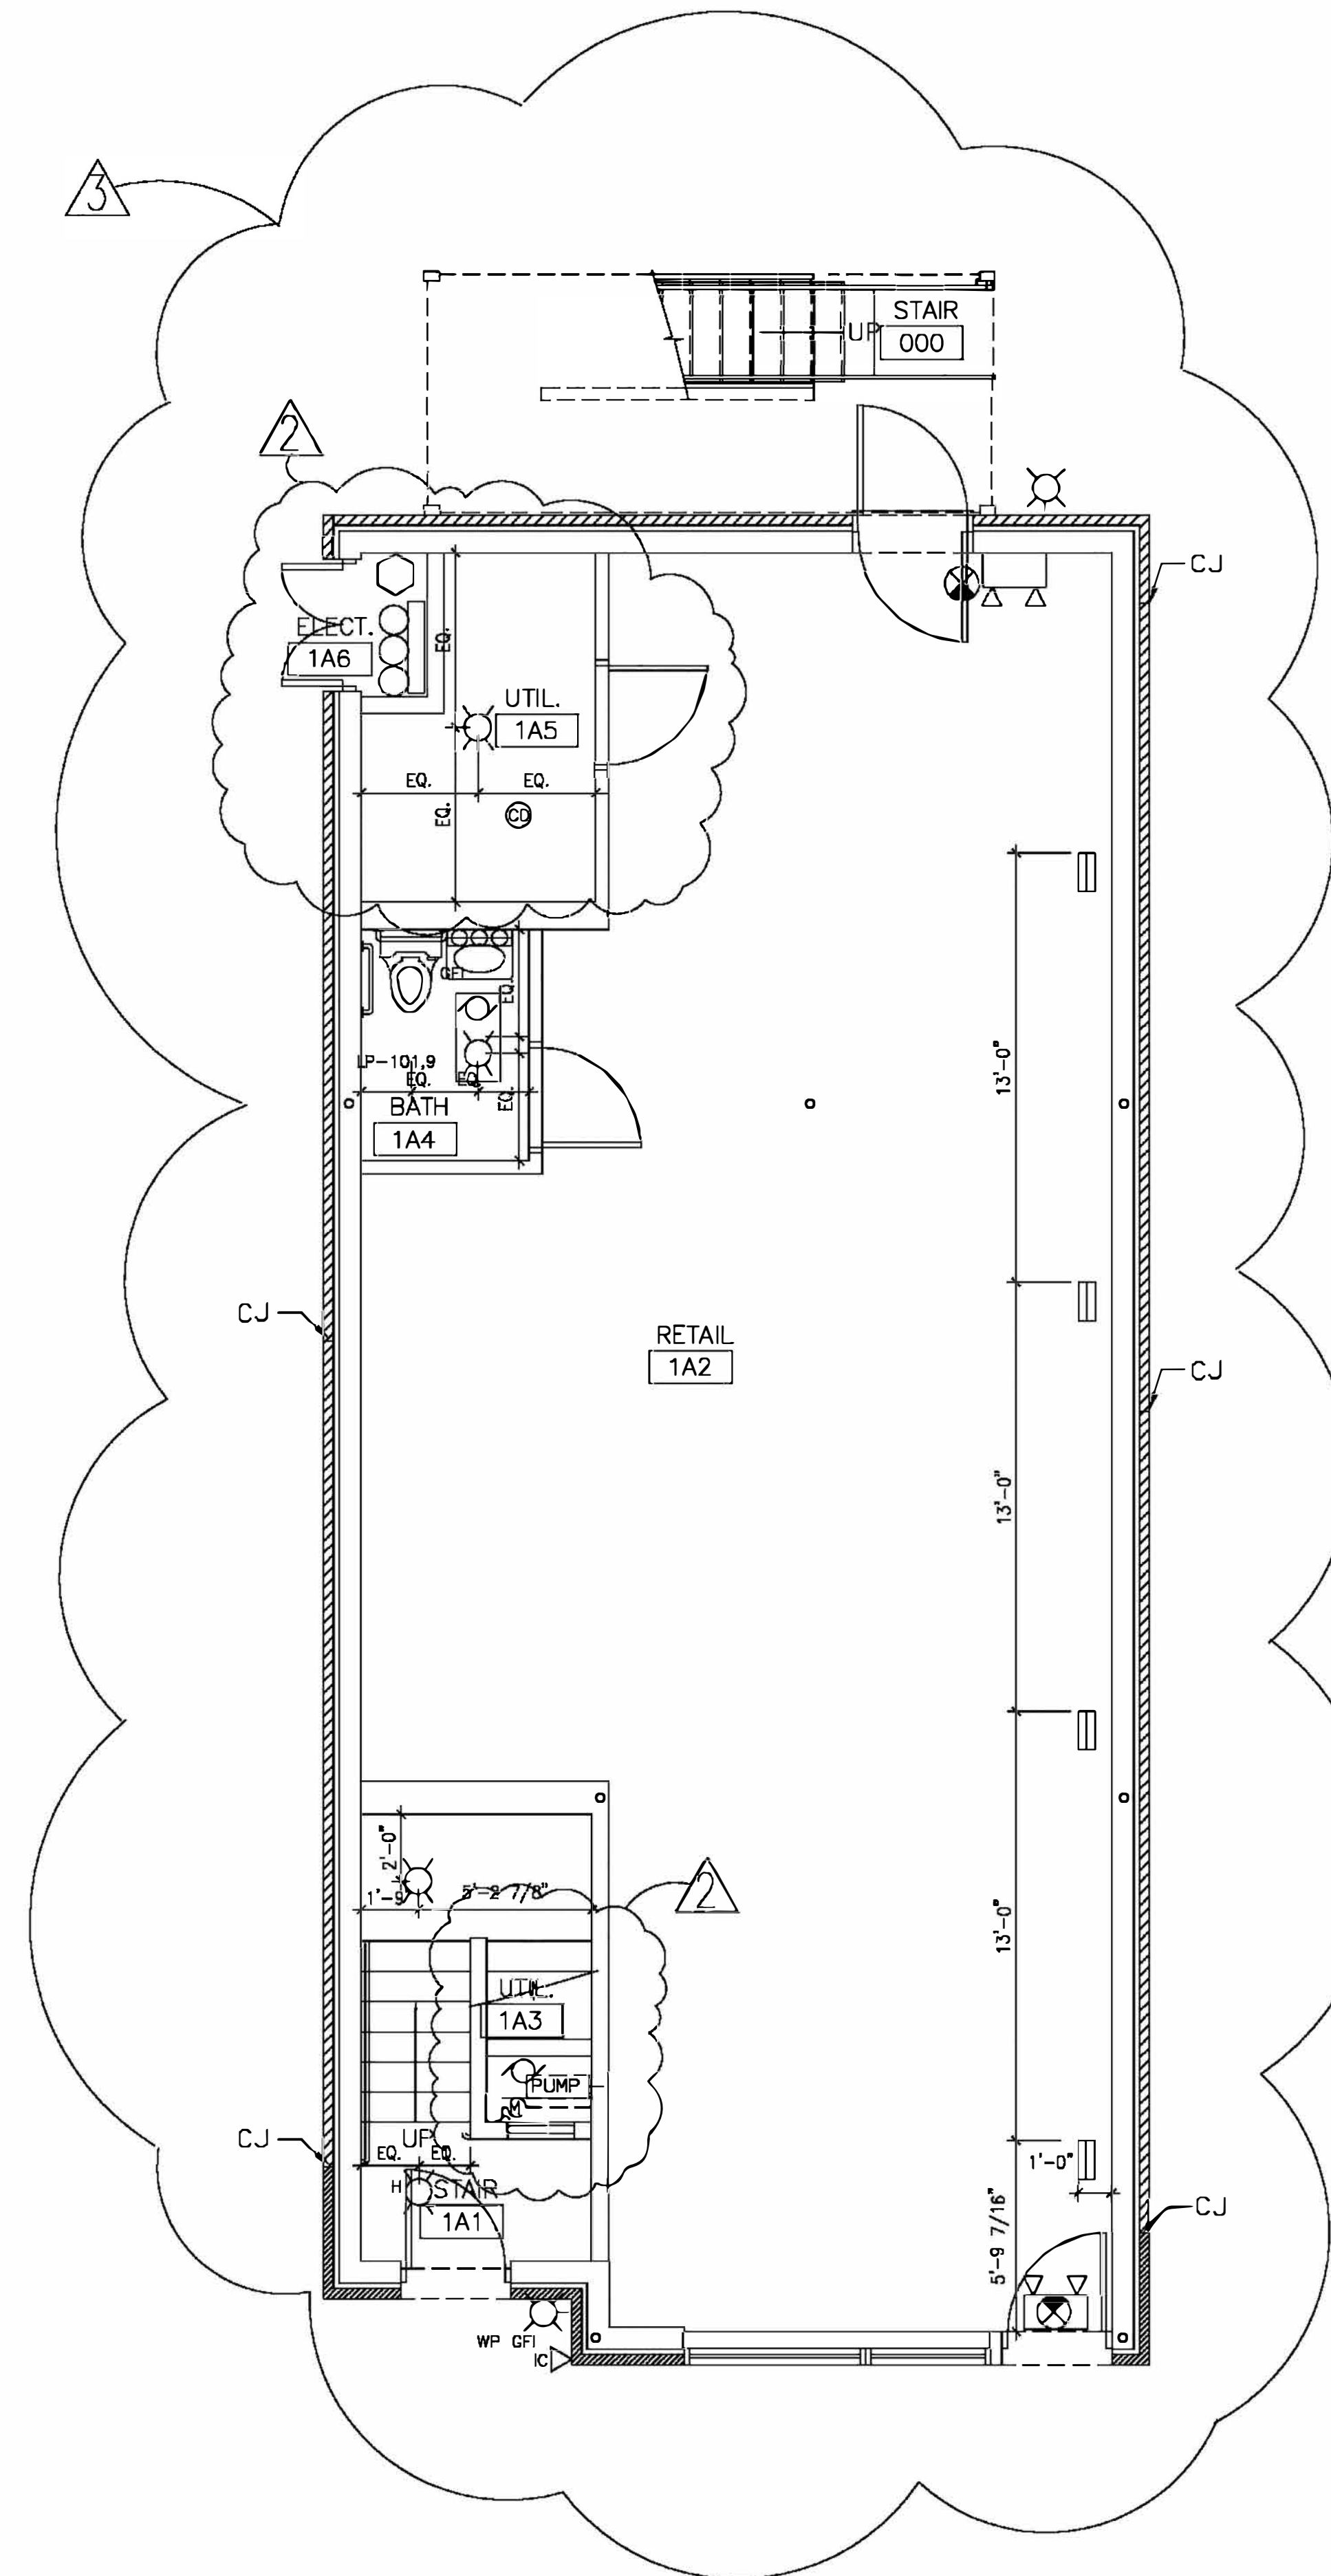 3
STAIR
UP
000
2
CJ
ELECT.
1A6
EQ.
UTIL.
1A5
EQ.
EQ.
EQ.
CD
GFI
EQ.
13'-0"
LP-101,9
EQ.
EQ.
EQ.
BATH
1A4
CJ
RETAIL
1A2
CJ
13'-0"
2'-0"
1'-9"
5'-2 7/8"
2
13'-0"
UTIL.
1A3
PUMP
M
CJ
UP
EQ.
EQ.
1'-0"
H
STAIR
1A1
5'-9 7/16"
CJ
WP GFI
IC